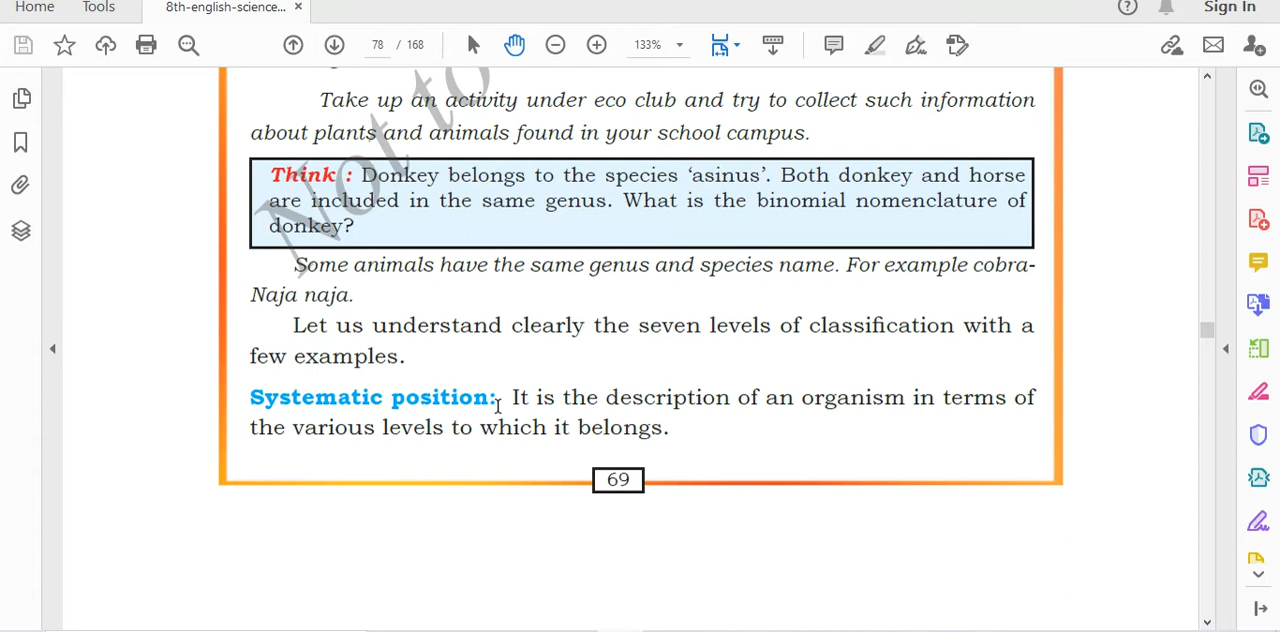 Home Tools 8th-english-science... × Sign In
78 / 168 133%
Take up an activity under eco club and try to collect such information
about plants and animals found in your school campus.
Think : Donkey belongs to the species ‘asinus’. Both donkey and horse
are included in the same genus. What is the binomial nomenclature of
donkey?
Some animals have the same genus and species name. For example cobra-
Naja naja.
Let us understand clearly the seven levels of classification with a
few examples.
Systematic position: It is the description of an organism in terms of
the various levels to which it belongs.
69
Not to